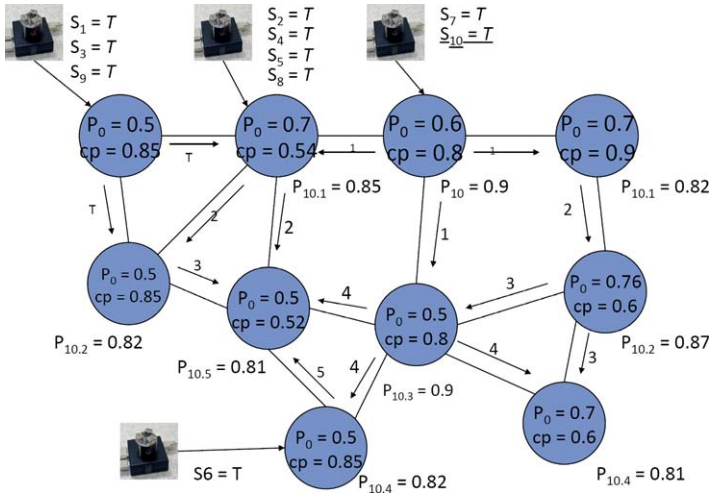 S₁ = T
S₃ = T
S₉ = T
S₂ = T
S₄ = T
S₅ = T
S₈ = T
S₇ = T
S₁₀ = T
P₀ = 0.5
cp = 0.85
T
P₀ = 0.7
cp = 0.54
1
P₀ = 0.6
cp = 0.8
1
P₀ = 0.7
cp = 0.9
P₁₀.₁ = 0.85
P₁₀ = 0.9
P₁₀.₁ = 0.82
T
2
2
1
2
P₀ = 0.5
cp = 0.85
3
P₀ = 0.5
cp = 0.52
4
P₀ = 0.5
cp = 0.8
3
P₀ = 0.76
cp = 0.6
P₁₀.₂ = 0.82
P₁₀.₅ = 0.81
5
4
P₁₀.₃ = 0.9
4
3
P₁₀.₂ = 0.87
P₀ = 0.7
cp = 0.6
P₀ = 0.5
cp = 0.85
S6 = T
P₁₀.₄ = 0.82
P₁₀.₄ = 0.81